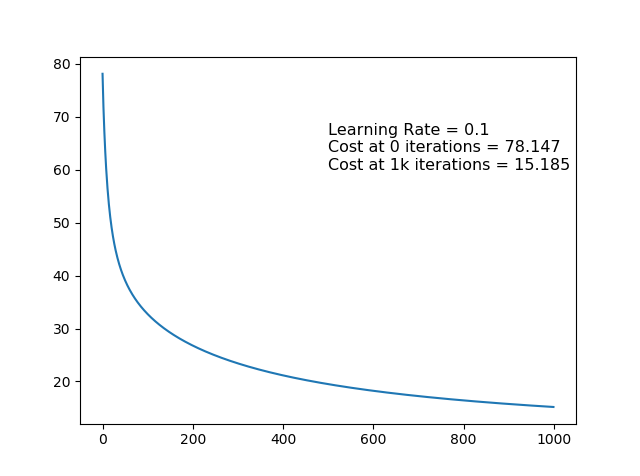 80
70
60
50
40
30
20
Learning Rate = 0.1
Cost at 0 iterations = 78.147
Cost at 1k iterations = 15.185
0 200 400 600 800 1000